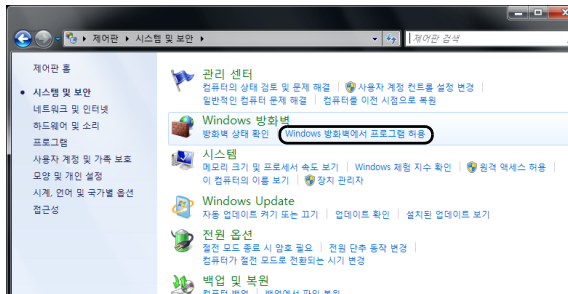 제어판 ▸ 시스템 및 보안 ▸
제어판 검색
제어판 홈
시스템 및 보안
네트워크 및 인터넷
하드웨어 및 소리
프로그램
사용자 계정 및 가족 보호
모양 및 개인 설정
시계, 언어 및 국가별 옵션
접근성
관리 센터
컴퓨터의 상태 검토 및 문제 해결 | 사용자 계정 컨트롤 설정 변경 |
일반적인 컴퓨터 문제 해결 | 컴퓨터를 이전 시점으로 복원
Windows 방화벽
방화벽 상태 확인 | Windows 방화벽에서 프로그램 허용
시스템
메모리 크기 및 프로세서 속도 보기 | Windows 체험 지수 확인 | 원격 액세스 허용 |
이 컴퓨터의 이름 보기 | 장치 관리자
Windows Update
자동 업데이트 켜기 또는 끄기 | 업데이트 확인 | 설치된 업데이트 보기
전원 옵션
절전 모드 종료 시 암호 필요 | 전원 단추 동작 변경 |
컴퓨터가 절전 모드로 전환되는 시기 변경
백업 및 복원
컴퓨터 백업 | 백업에서 파일 복원